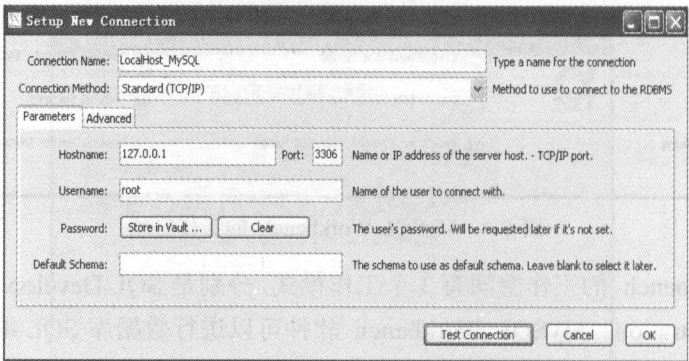 Setup New Connection
Connection Name: LocalHost_MySQL Type a name for the connection
Connection Method: Standard (TCP/IP) Method to use to connect to the RDBMS
Parameters Advanced
Hostname: 127.0.0.1 Port: 3306 Name or IP address of the server host. - TCP/IP port.
Username: root Name of the user to connect with.
Password: Store in Vault ... Clear The user's password. Will be requested later if it's not set.
Default Schema: The schema to use as default schema. Leave blank to select it later.
Test Connection Cancel OK